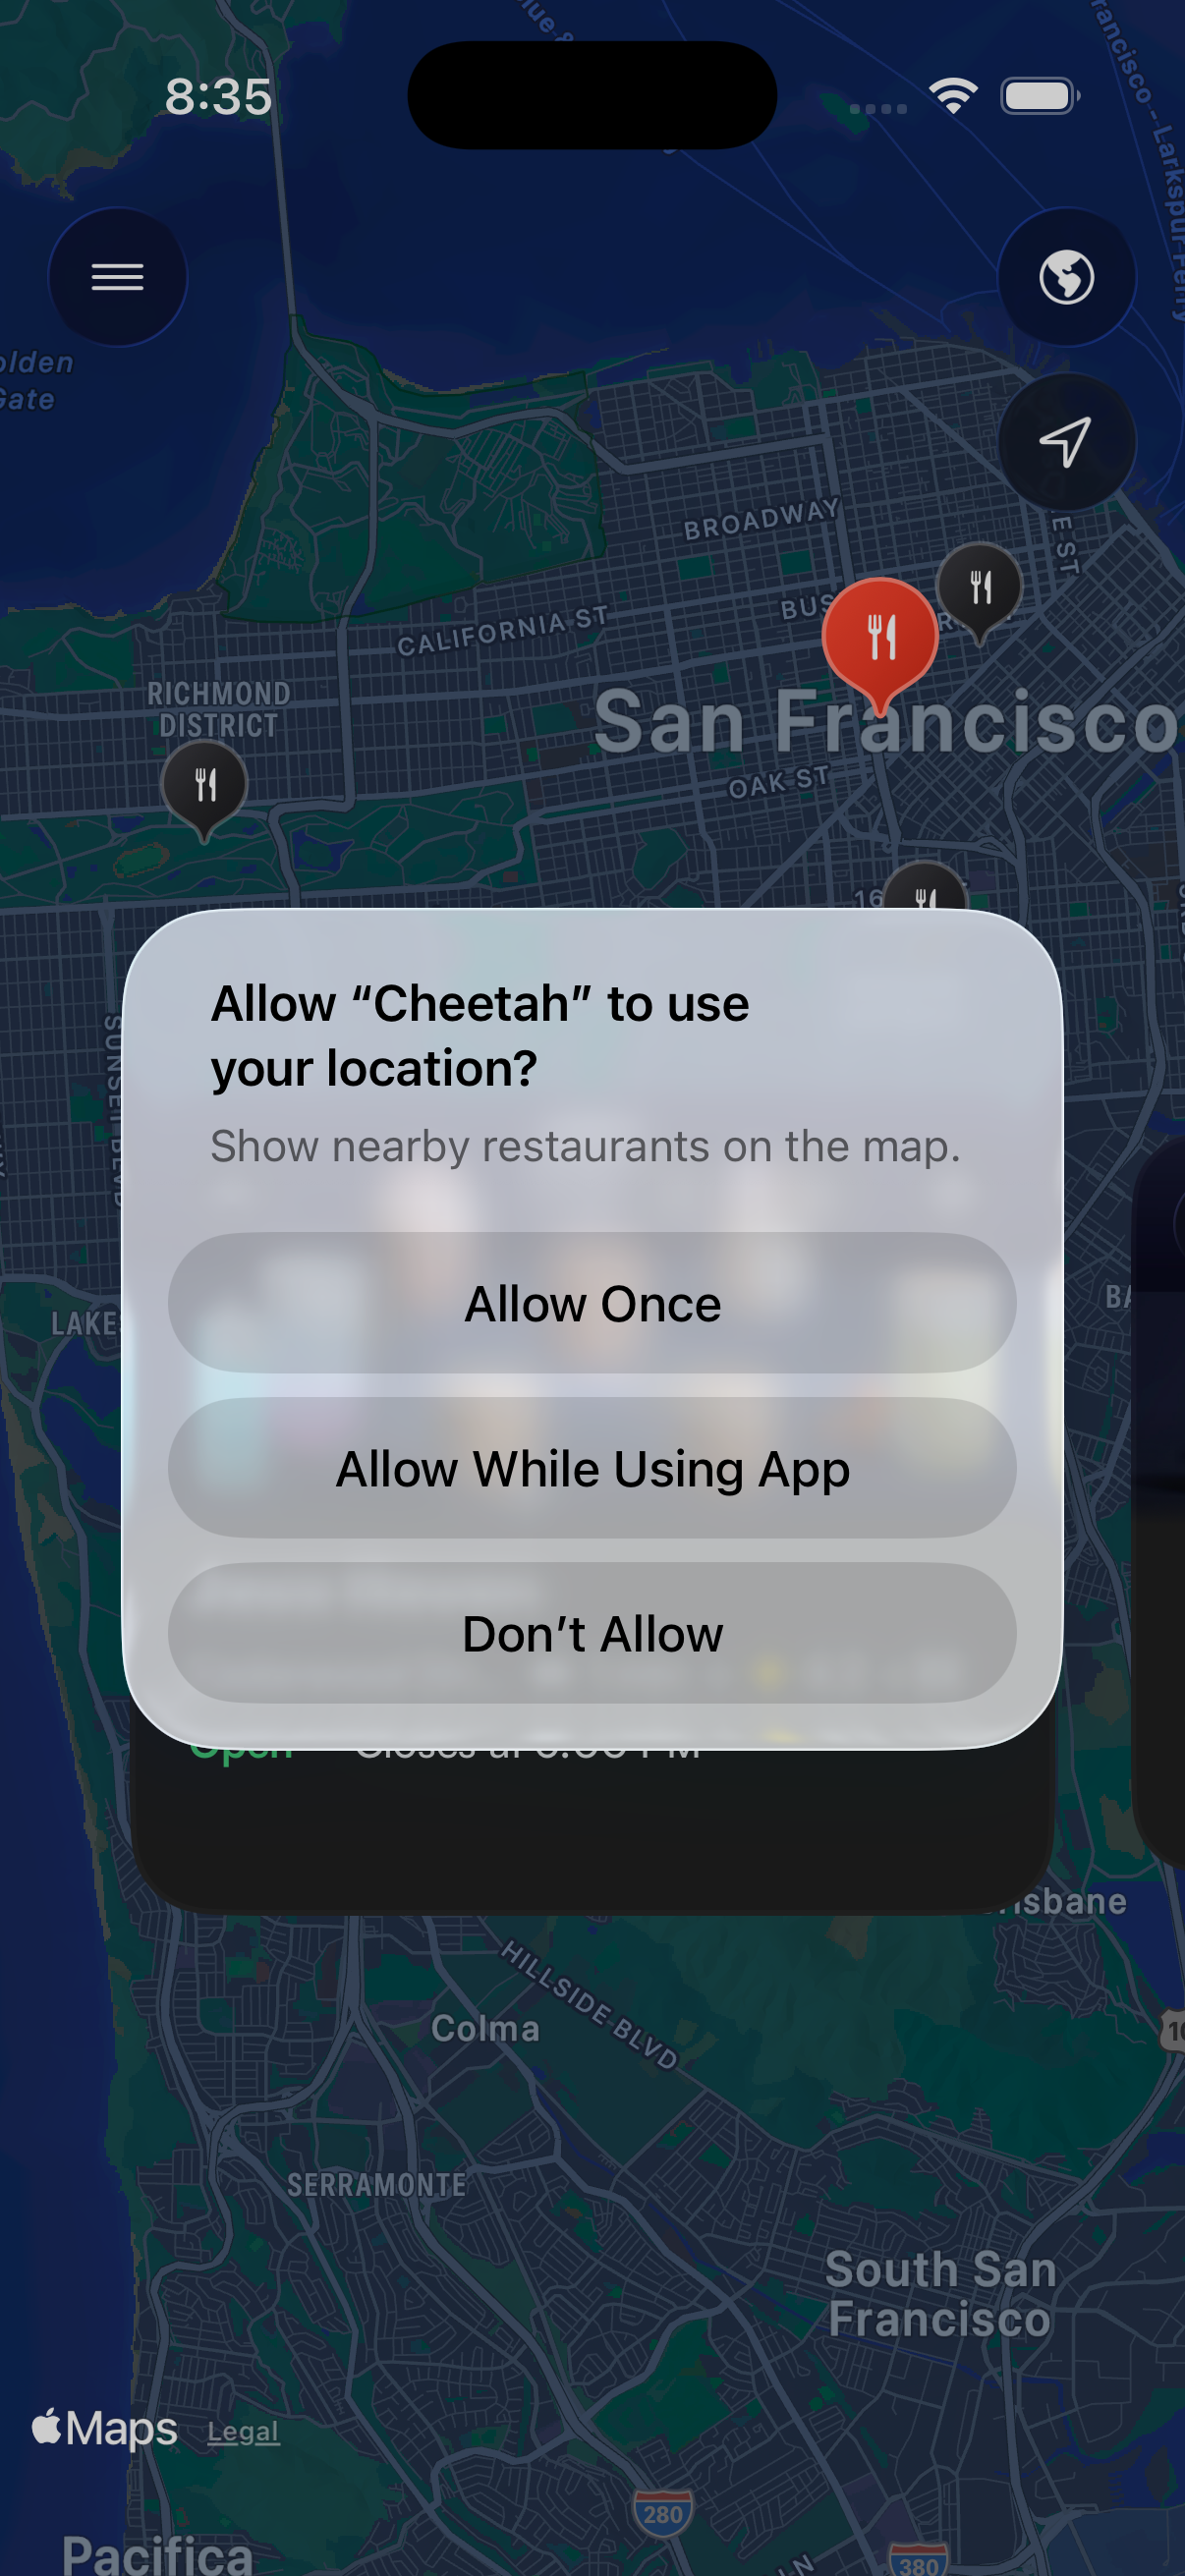 8:35
olden
Gate
BROADWAY
CALIFORNIA ST
RICHMOND
DISTRICT
San Francisco
OAK ST
Allow “Cheetah” to use
your location?
Show nearby restaurants on the map.
Allow Once
Allow While Using App
Don’t Allow
Open
Colma
HILLSIDE BLVD
SERRAMONTE
South San
Francisco
Maps Legal
280
Pacifica
380